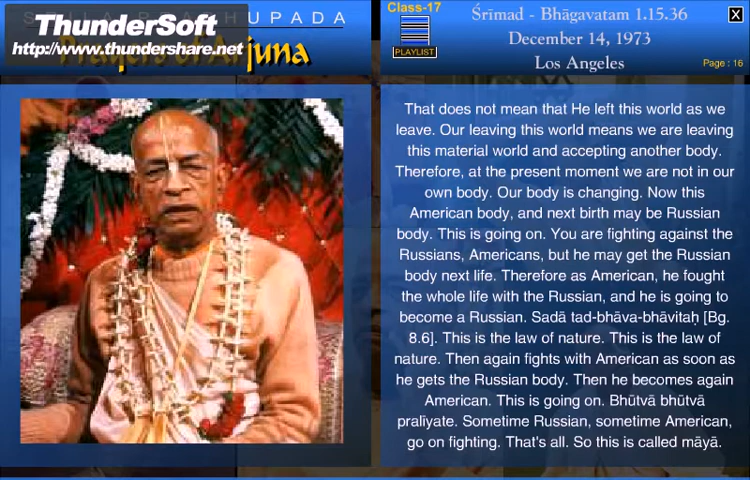 ThunderSoft
http://www.thundershare.net
Prayers of Arjuna
Class-17
PLAYLIST
Śrīmad - Bhāgavatam 1.15.36
December 14, 1973
Los Angeles
X
Page : 16
That does not mean that He left this world as we
leave. Our leaving this world means we are leaving
this material world and accepting another body.
Therefore, at the present moment we are not in our
own body. Our body is changing. Now this
American body, and next birth may be Russian
body. This is going on. You are fighting against the
Russians, Americans, but he may get the Russian
body next life. Therefore as American, he fought
the whole life with the Russian, and he is going to
become a Russian. Sadā tad-bhāva-bhāvitaḥ [Bg.
8.6]. This is the law of nature. This is the law of
nature. Then again fights with American as soon as
he gets the Russian body. Then he becomes again
American. This is going on. Bhūtvā bhūtvā
pralīyate. Sometime Russian, sometime American,
go on fighting. That's all. So this is called māyā.